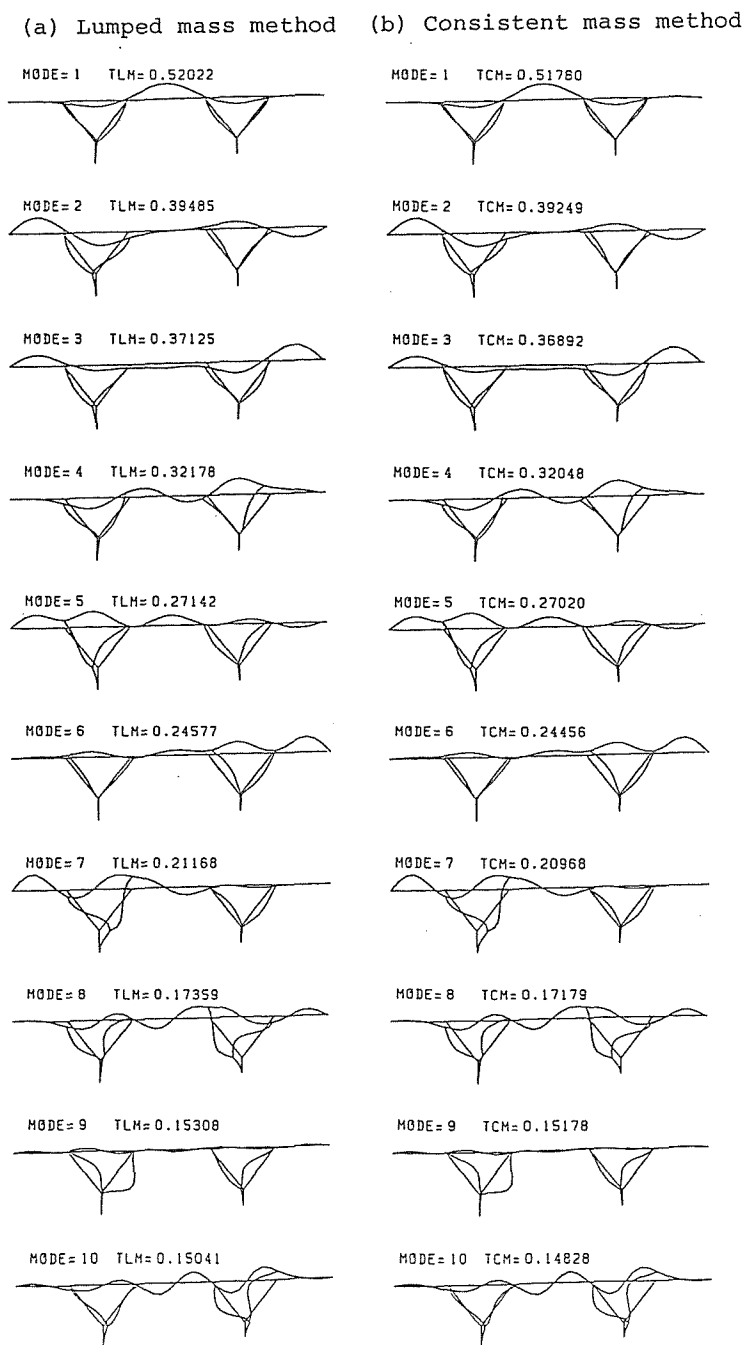 (a) Lumped mass method (b) Consistent mass method
MODE=1 TLM=0.52022 MODE=1 TCM=0.51780
MODE=2 TLM=0.39485 MODE=2 TCM=0.39249
MODE=3 TLM=0.37125 MODE=3 TCM=0.36892
MODE=4 TLM=0.32178 MODE=4 TCM=0.32048
MODE=5 TLM=0.27142 MODE=5 TCM=0.27020
MODE=6 TLM=0.24577 MODE=6 TCM=0.24456
MODE=7 TLM=0.21168 MODE=7 TCM=0.20968
MODE=8 TLM=0.17359 MODE=8 TCM=0.17179
MODE=9 TLM=0.15308 MODE=9 TCM=0.15178
MODE=10 TLM=0.15041 MODE=10 TCM=0.14828